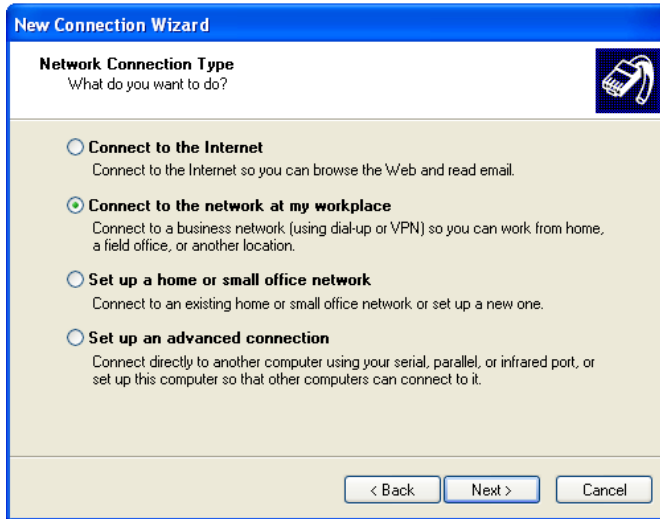 New Connection Wizard
Network Connection Type
What do you want to do?
Connect to the Internet
Connect to the Internet so you can browse the Web and read email.
Connect to the network at my workplace
Connect to a business network (using dial-up or VPN) so you can work from home,
a field office, or another location.
Set up a home or small office network
Connect to an existing home or small office network or set up a new one.
Set up an advanced connection
Connect directly to another computer using your serial, parallel, or infrared port, or
set up this computer so that other computers can connect to it.
< Back Next > Cancel